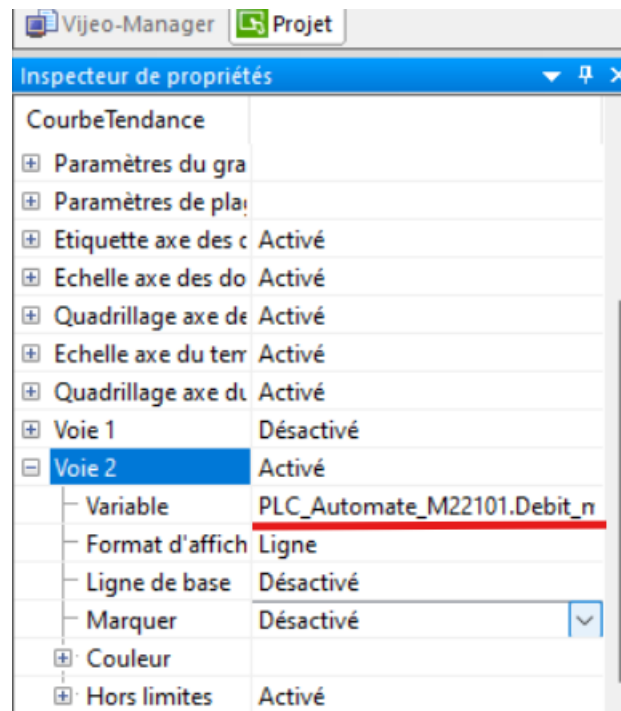 Vijeo-Manager Projet
Inspecteur de propriétés
CourbeTendance
Paramètres du gra
Paramètres de pla
Etiquette axe des Activé
Echelle axe des do Activé
Quadrillage axe de Activé
Echelle axe du tem Activé
Quadrillage axe du Activé
Voie 1 Désactivé
Voie 2 Activé
Variable PLC_Automate_M22101.Debit_m
Format d'affich Ligne
Ligne de base Désactivé
Marquer Désactivé
Couleur
Hors limites Activé